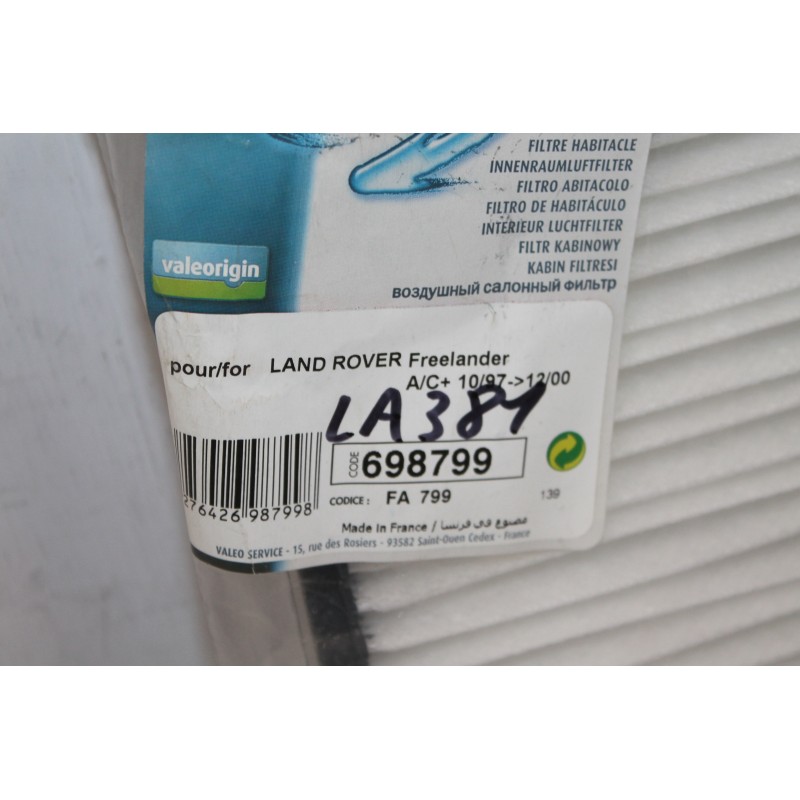 FILTRE HABITACLE
INNENRAUMLUFTFILTER
FILTRO ABITACOLO
FILTRO DE HABITÁCULO
INTERIEUR LUCHTFILTER
FILTR KABINOWY
KABIN FILTRESI
воздушный салонный фильтр
valeorigin
pour/for LAND ROVER Freelander
A/C+ 10/97->12/00
LA384
CODE 698799
CODICE : FA 799
139
276426 987998
Made in France / مصنوع في فرنسا
VALEO SERVICE - 15, rue des Rosiers - 93582 Saint-Ouen Cedex - France